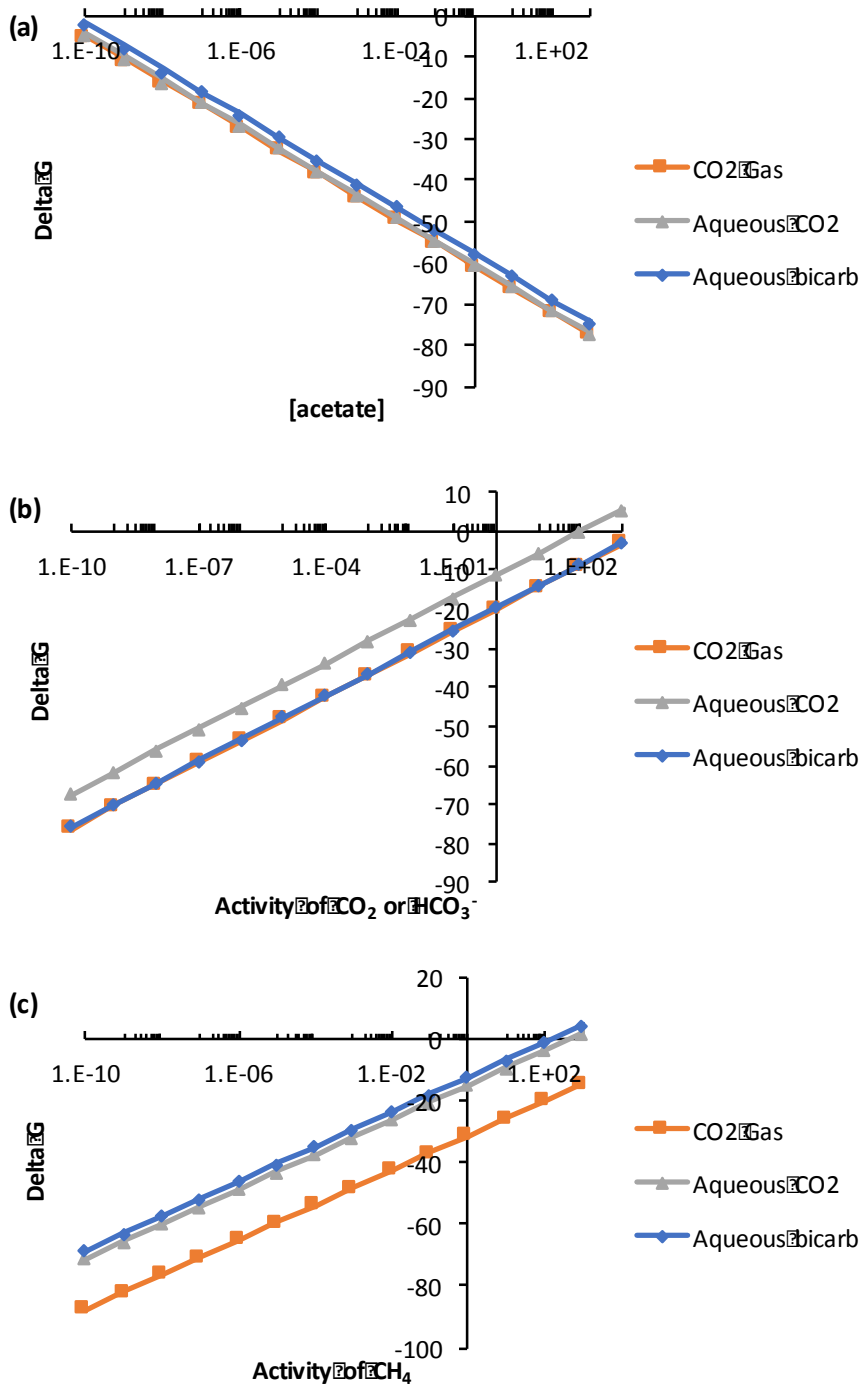 (a)
0
-10
-20
-30
-40
-50
-60
-70
-80
-90
1.E-10 1.E-06 1.E-02 1.E+02
Delta�G
[acetate]
CO2�Gas
Aqueous�CO2
Aqueous�bicarb
(b)
10
0
-10
-20
-30
-40
-50
-60
-70
-80
-90
1.E-10 1.E-07 1.E-04 1.E-01 1.E+02
Delta�G
Activity�of�CO₂ or�HCO₃⁻
CO2�Gas
Aqueous�CO2
Aqueous�bicarb
(c)
20
0
-20
-40
-60
-80
-100
1.E-10 1.E-06 1.E-02 1.E+02
Delta�G
Activity�of�CH₄
CO2�Gas
Aqueous�CO2
Aqueous�bicarb